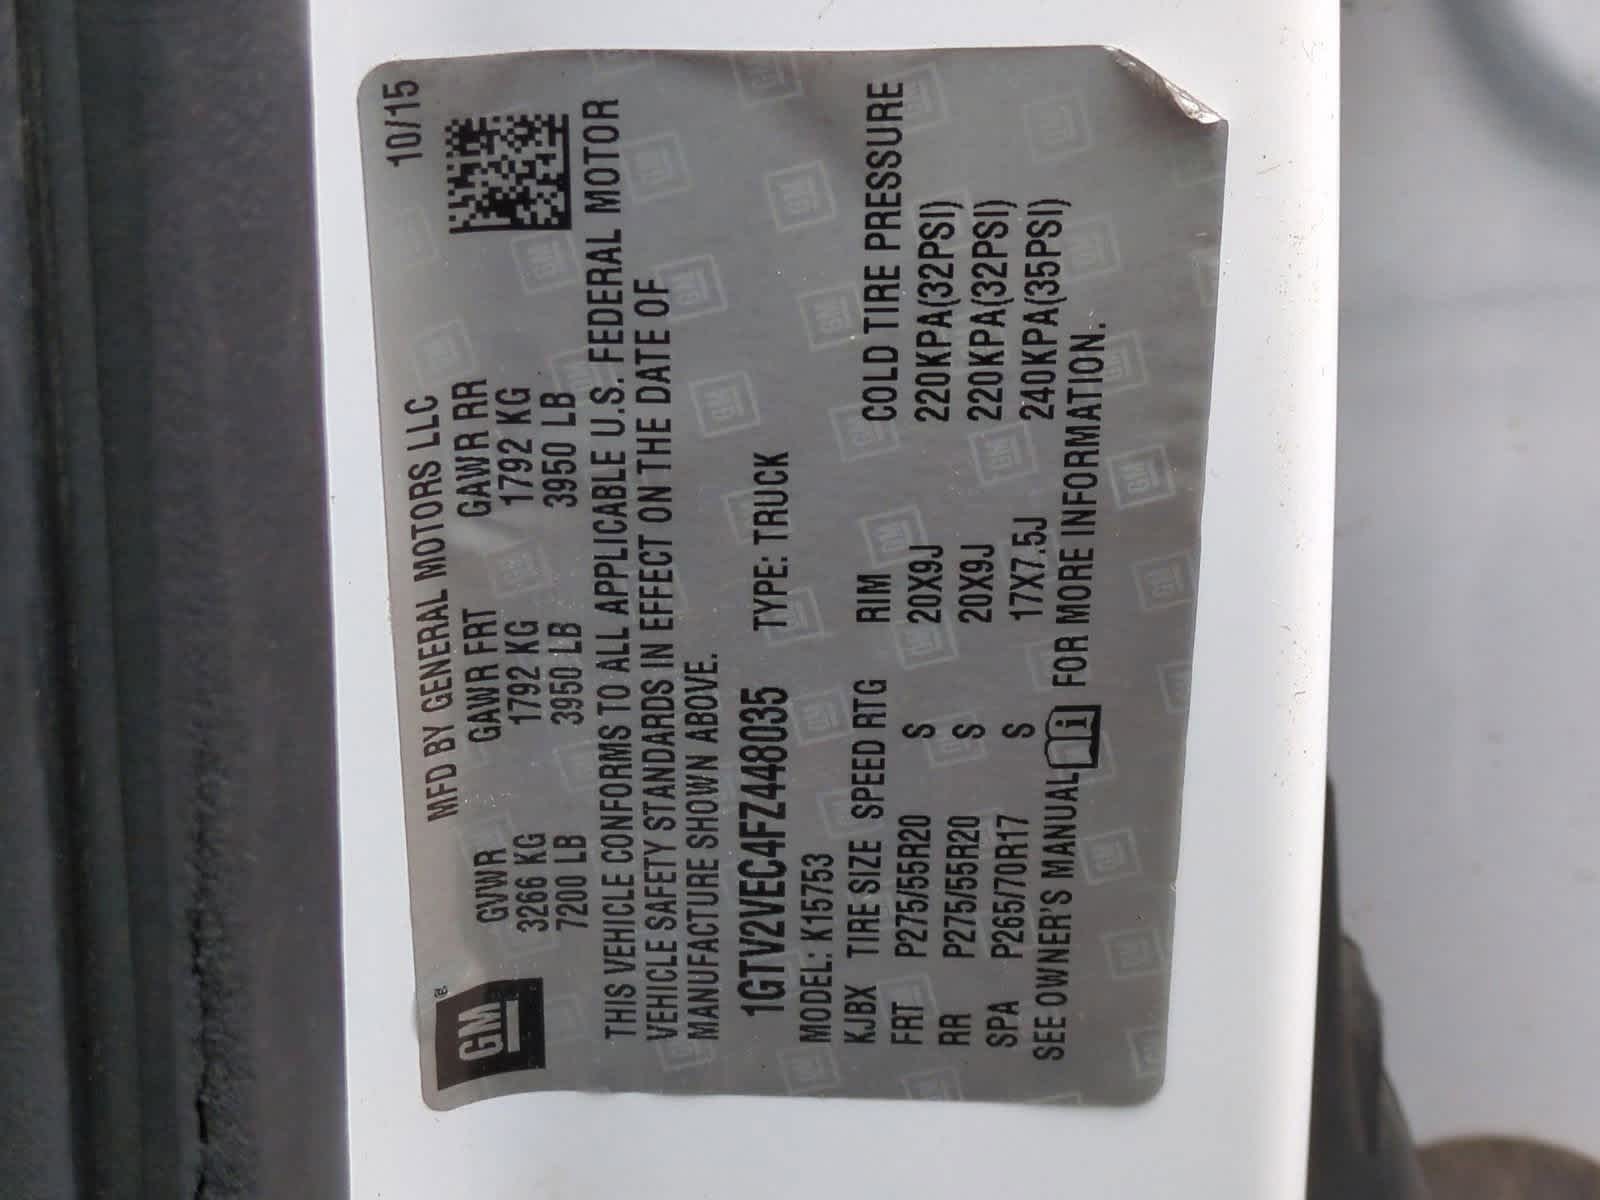 MFD BY GENERAL MOTORS LLC 10/15
GM
GVWR GAWR FRT GAWR RR
3266 KG 1792 KG 1792 KG
7200 LB 3950 LB 3950 LB
THIS VEHICLE CONFORMS TO ALL APPLICABLE U.S. FEDERAL MOTOR
VEHICLE SAFETY STANDARDS IN EFFECT ON THE DATE OF
MANUFACTURE SHOWN ABOVE.
1GTV2VEC4FZ448035 TYPE: TRUCK
MODEL: K15753
KJBX TIRE SIZE SPEED RTG RIM COLD TIRE PRESSURE
FRT P275/55R20 S 20X9J 220KPA(32PSI)
RR P275/55R20 S 20X9J 220KPA(32PSI)
SPA P265/70R17 S 17X7.5J 240KPA(35PSI)
SEE OWNER'S MANUAL i FOR MORE INFORMATION.